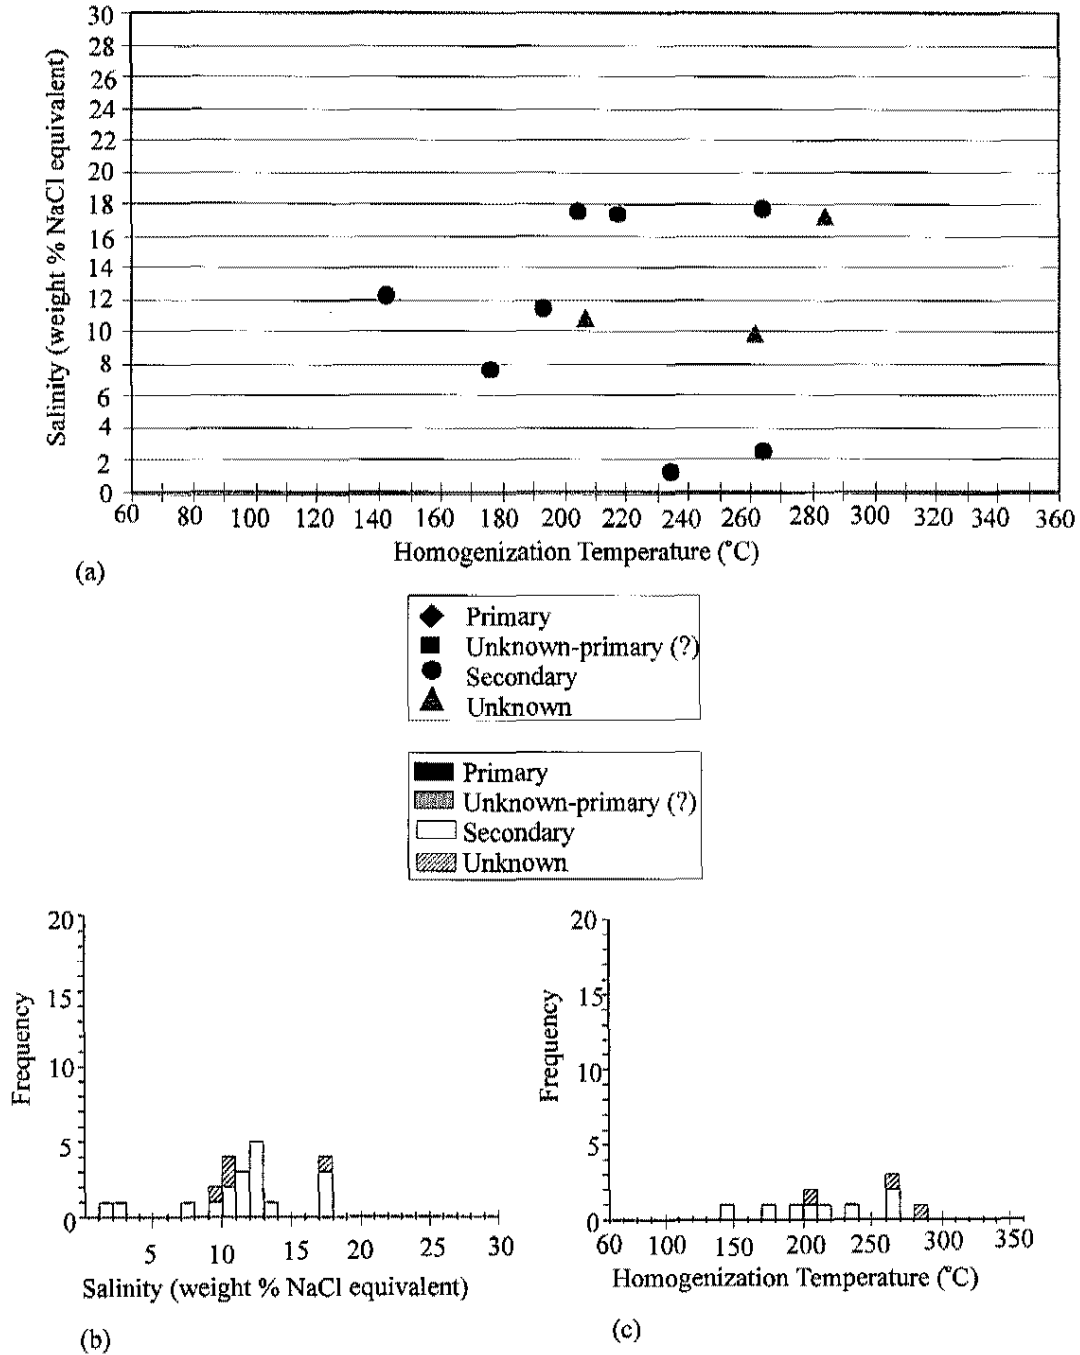 30
28
26
24
22
20
18
16
14
12
10
8
6
4
2
0
Salinity (weight % NaCl equivalent)
60 80 100 120 140 160 180 200 220 240 260 280 300 320 340 360
Homogenization Temperature (°C)
(a)
Primary
Unknown-primary (?)
Secondary
Unknown
Primary
Unknown-primary (?)
Secondary
Unknown
20
15
10
5
0
Frequency
5 10 15 20 25 30
Salinity (weight % NaCl equivalent)
(b)
20
15
10
5
0
Frequency
60 100 150 200 250 300 350
Homogenization Temperature (°C)
(c)